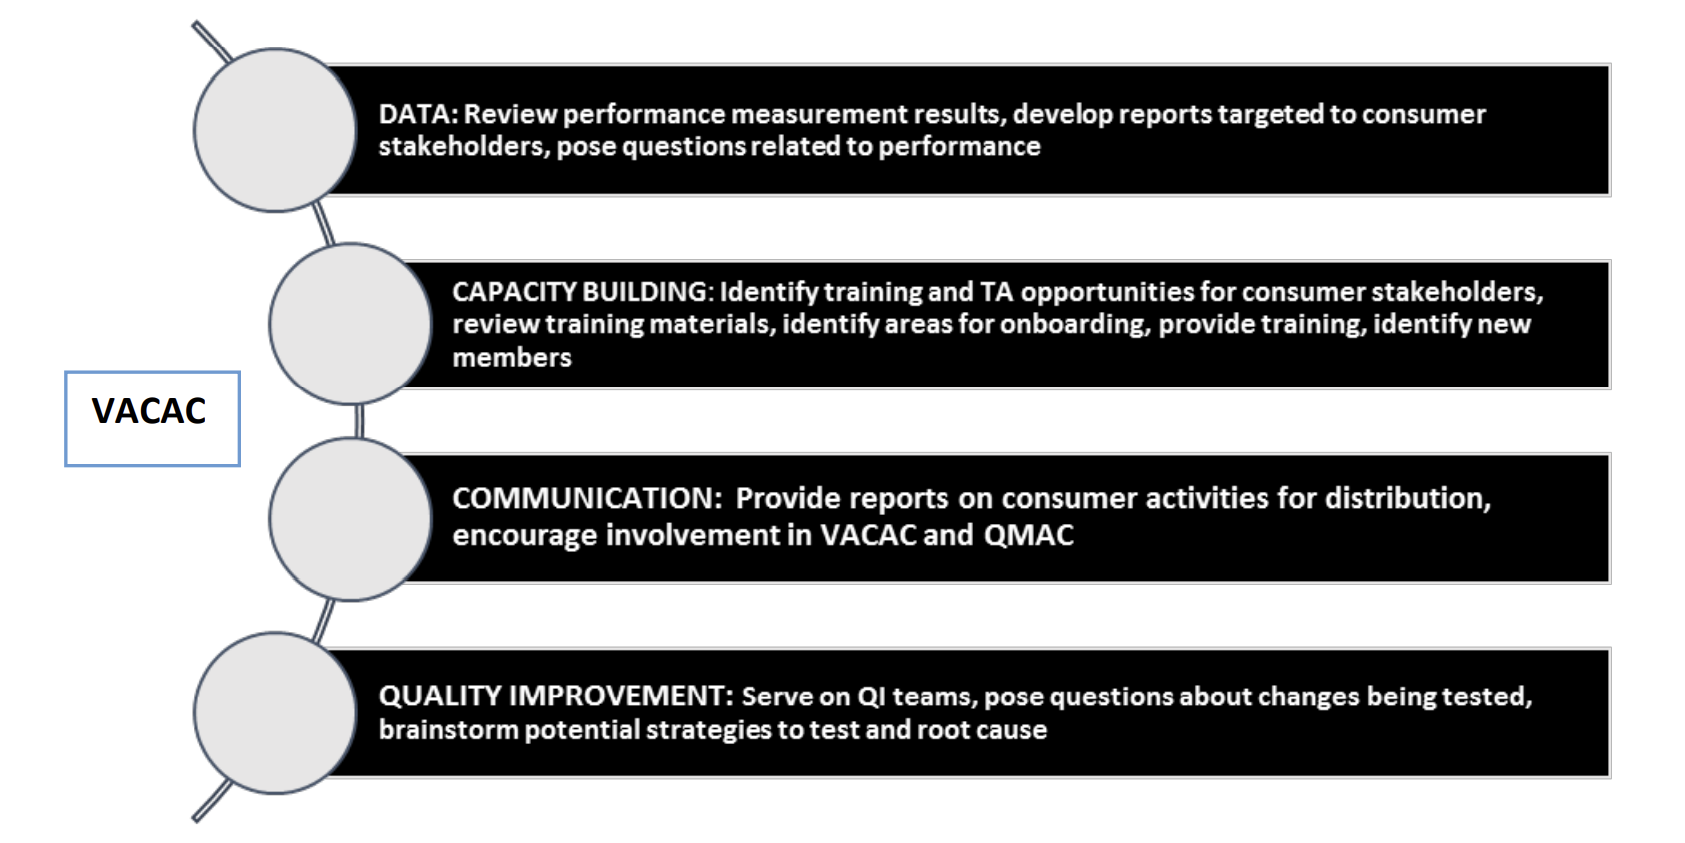 DATA: Review performance measurement results, develop reports targeted to consumer
stakeholders, pose questions related to performance
CAPACITY BUILDING: Identify training and TA opportunities for consumer stakeholders,
review training materials, identify areas for onboarding, provide training, identify new
members
VACAC
COMMUNICATION: Provide reports on consumer activities for distribution,
encourage involvement in VACAC and QMAC
QUALITY IMPROVEMENT: Serve on QI teams, pose questions about changes being tested,
brainstorm potential strategies to test and root cause